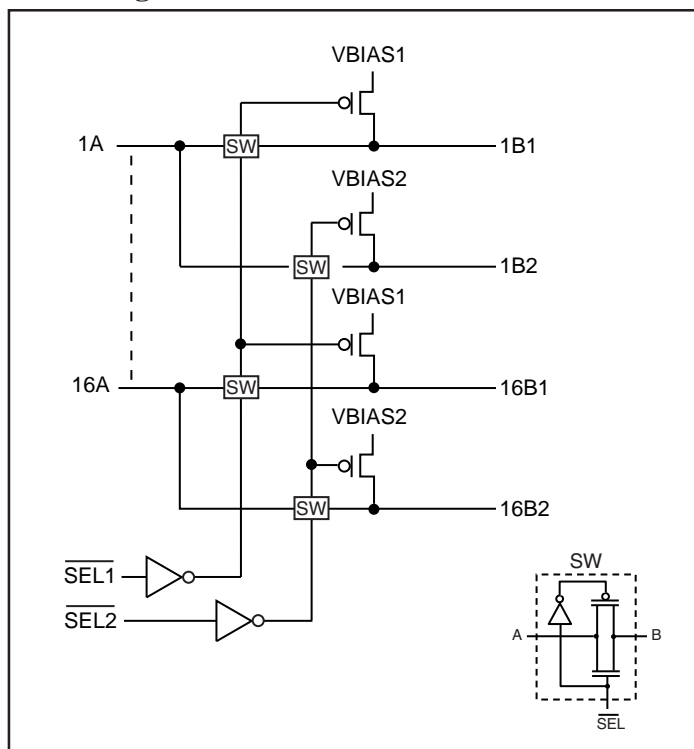 VBIAS1
1A
SW
1B1
VBIAS2
SW
1B2
VBIAS1
16A
SW
16B1
VBIAS2
SW
16B2
SEL1
SEL2
SW
A
B
SEL